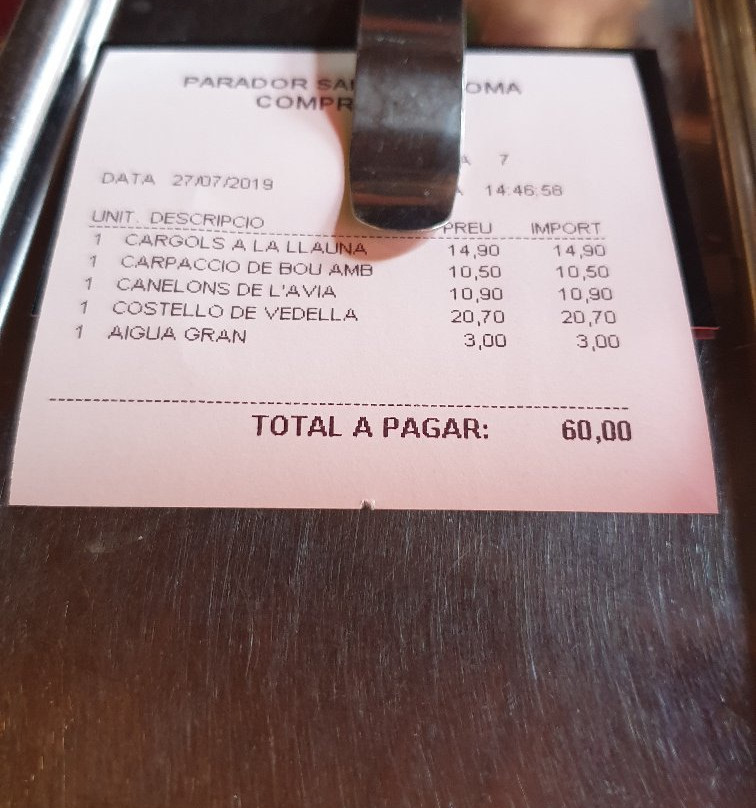 PARADOR
COMPR
7
DATA 27/07/2019 14:46:58
UNIT. DESCRIPCIO PREU IMPORT
1 CARGOLS A LA LLAUNA 14,90 14,90
1 CARPACCIO DE BOU AMB 10,50 10,50
1 CANELONS DE L'AVIA 10,90 10,90
1 COSTELLO DE VEDELLA 20,70 20,70
1 AIGUA GRAN 3,00 3,00
TOTAL A PAGAR: 60,00